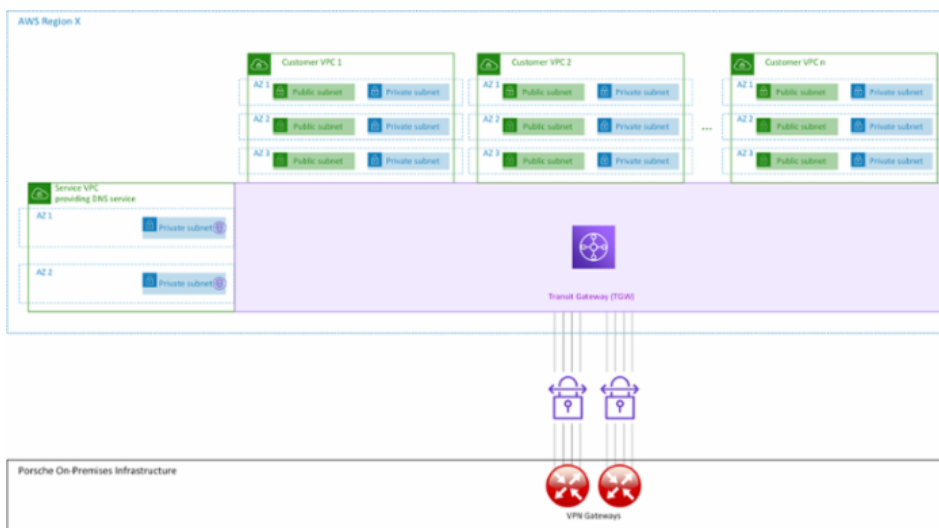 AWS Region X
Customer VPC 1
Customer VPC 2
Customer VPC n
AZ 1
Public subnet
Private subnet
AZ 1
Public subnet
Private subnet
AZ 1
Public subnet
Private subnet
AZ 2
Public subnet
Private subnet
AZ 2
Public subnet
Private subnet
...
AZ 2
Public subnet
Private subnet
AZ 3
Public subnet
Private subnet
AZ 3
Public subnet
Private subnet
AZ 3
Public subnet
Private subnet
Service VPC
providing DNS service
AZ 1
Private subnet
AZ 2
Private subnet
Transit Gateway (TGW)
Porsche On-Premises Infrastructure
VPN Gateways